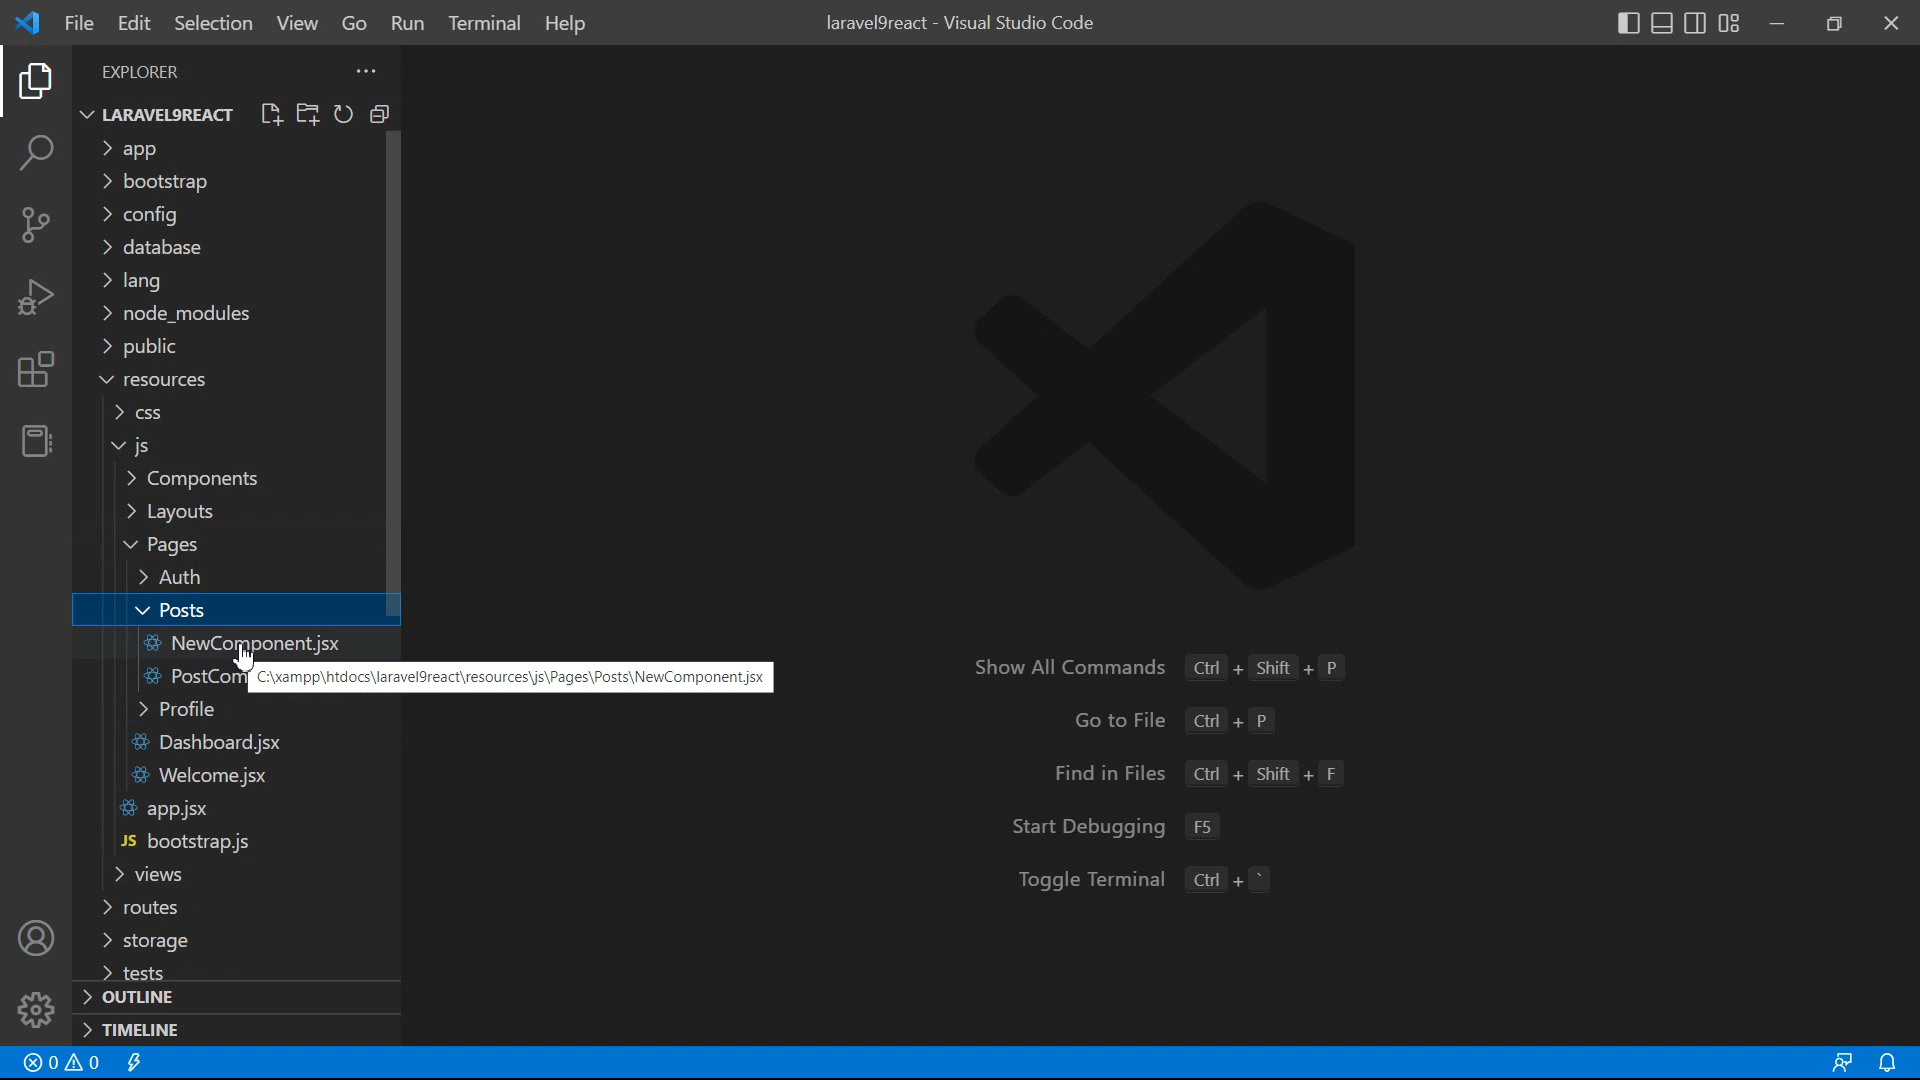 File Edit Selection View Go Run Terminal Help
laravel9react - Visual Studio Code
EXPLORER
LARAVEL9REACT
app
bootstrap
config
database
lang
node_modules
public
resources
css
js
Components
Layouts
Pages
Auth
Posts
NewComponent.jsx
PostCom
C:\xampp\htdocs\laravel9react\resources\js\Pages\Posts\NewComponent.jsx
Profile
Dashboard.jsx
Welcome.jsx
app.jsx
JS bootstrap.js
views
routes
storage
tests
OUTLINE
TIMELINE
Show All Commands Ctrl + Shift + P
Go to File Ctrl + P
Find in Files Ctrl + Shift + F
Start Debugging F5
Toggle Terminal Ctrl + `
0 0